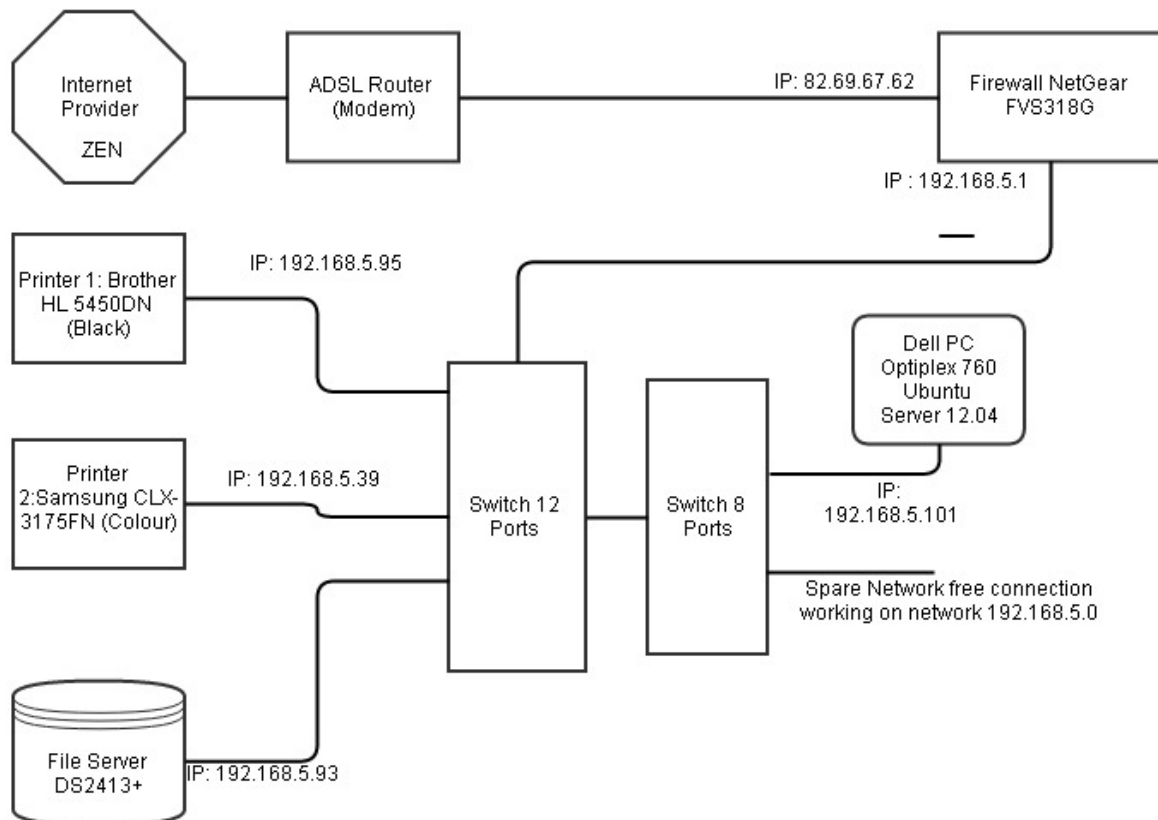 Internet
Provider
ZEN
ADSL Router
(Modem)
IP: 82.69.67.62
Firewall NetGear
FVS318G
IP : 192.168.5.1
Printer 1: Brother
HL 5450DN
(Black)
IP: 192.168.5.95
Printer
2:Samsung CLX-
3175FN (Colour)
IP: 192.168.5.39
Switch 12
Ports
Switch 8
Ports
Dell PC
Optiplex 760
Ubuntu
Server 12.04
IP:
192.168.5.101
Spare Network free connection
working on network 192.168.5.0
File Server
DS2413+
IP: 192.168.5.93